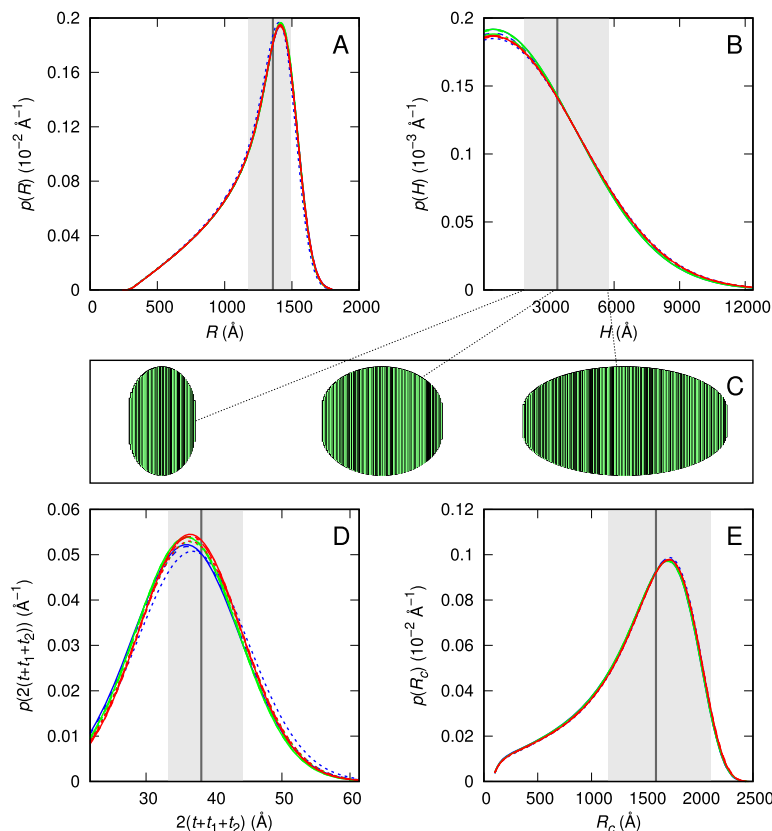 0.2
0.16
0.12
0.08
0.04
0
p(R) (10⁻² Å⁻¹)
A
0 500 1000 1500 2000
R (Å)
0.2
0.15
0.1
0.05
0
p(H) (10⁻³ Å⁻¹)
B
3000 6000 9000 12000
H (Å)
C
0.06
0.05
0.04
0.03
0.02
0.01
0
p(2(t+t₁+t₂)) (Å⁻¹)
D
30 40 50 60
2(t+t₁+t₂) (Å)
0.12
0.1
0.08
0.06
0.04
0.02
0
p(R_c) (10⁻² Å⁻¹)
E
0 500 1000 1500 2000 2500
R_c (Å)